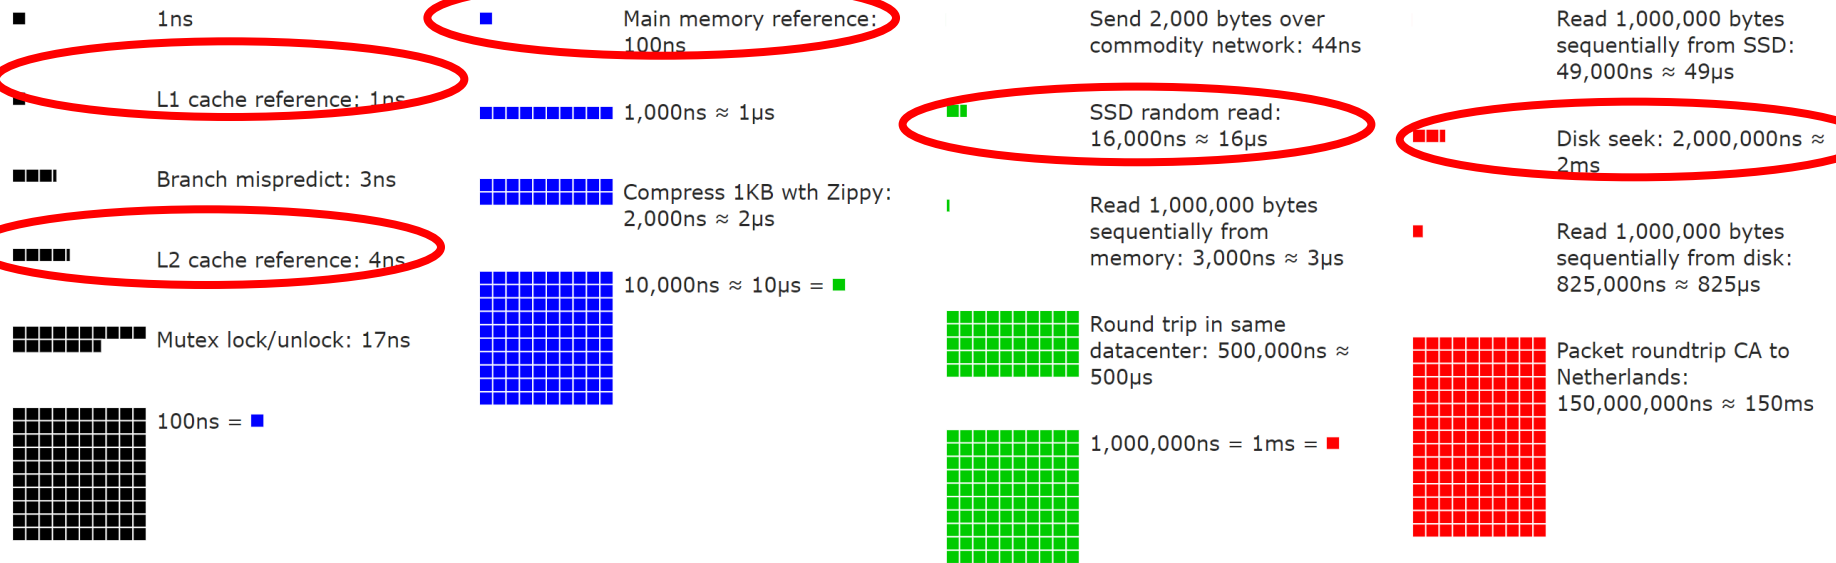 1ns
L1 cache reference: 1ns
Branch mispredict: 3ns
L2 cache reference: 4ns
Mutex lock/unlock: 17ns
100ns =
Main memory reference:
100ns
1,000ns ≈ 1μs
Compress 1KB wth Zippy:
2,000ns ≈ 2μs
10,000ns ≈ 10μs =
Send 2,000 bytes over
commodity network: 44ns
SSD random read:
16,000ns ≈ 16μs
Read 1,000,000 bytes
sequentially from
memory: 3,000ns ≈ 3μs
Round trip in same
datacenter: 500,000ns ≈
500μs
1,000,000ns = 1ms =
Read 1,000,000 bytes
sequentially from SSD:
49,000ns ≈ 49μs
Disk seek: 2,000,000ns ≈
2ms
Read 1,000,000 bytes
sequentially from disk:
825,000ns ≈ 825μs
Packet roundtrip CA to
Netherlands:
150,000,000ns ≈ 150ms